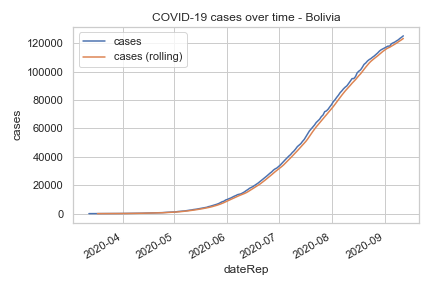 COVID-19 cases over time - Bolivia
cases
cases (rolling)
120000
100000
80000
60000
40000
20000
0
cases
2020-04
2020-05
2020-06
2020-07
2020-08
2020-09
dateRep